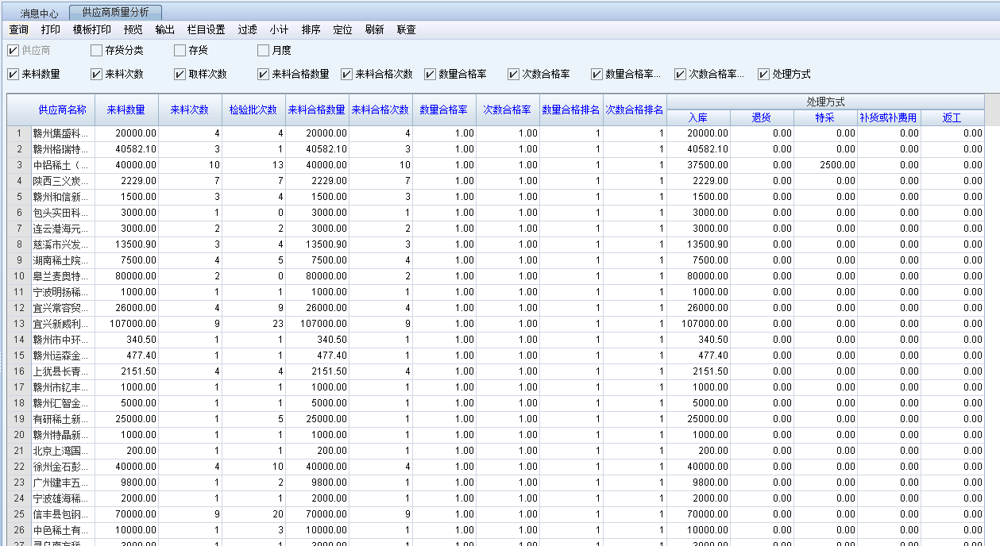 消息中心 供应商质量分析
查询 打印 模板打印 预览 输出 栏目设置 过滤 小计 排序 定位 刷新 联查
供应商 存货分类 存货 月度
来料数量 来料次数 取样次数 来料合格数量 来料合格次数 数量合格率 次数合格率 数量合格率... 次数合格率... 处理方式
供应商名称 来料数量 来料次数 检验批次数 来料合格数量 来料合格次数 数量合格率 次数合格率 数量合格排名 次数合格排名 处理方式
入库 退货 特采 补货或补费用 返工
1 赣州集盛科... 20000.00 4 4 20000.00 4 1.00 1.00 1 1 20000.00 0.00 0.00 0.00 0.00
2 赣州格瑞特... 40582.10 3 1 40582.10 3 1.00 1.00 1 1 40582.10 0.00 0.00 0.00 0.00
3 中铝稀土（... 40000.00 10 13 40000.00 10 1.00 1.00 1 1 37500.00 0.00 2500.00 0.00 0.00
4 陕西三义炭... 2229.00 7 7 2229.00 7 1.00 1.00 1 1 2229.00 0.00 0.00 0.00 0.00
5 赣州和信新... 1500.00 3 4 1500.00 3 1.00 1.00 1 1 1500.00 0.00 0.00 0.00 0.00
6 包头实田科... 3000.00 1 0 3000.00 1 1.00 1.00 1 1 3000.00 0.00 0.00 0.00 0.00
7 连云港海元... 3000.00 2 2 3000.00 2 1.00 1.00 1 1 3000.00 0.00 0.00 0.00 0.00
8 慈溪市兴发... 13500.90 3 4 13500.90 3 1.00 1.00 1 1 13500.90 0.00 0.00 0.00 0.00
9 湖南稀土院... 7500.00 4 5 7500.00 4 1.00 1.00 1 1 7500.00 0.00 0.00 0.00 0.00
10 皋兰麦奥特... 80000.00 2 0 80000.00 2 1.00 1.00 1 1 80000.00 0.00 0.00 0.00 0.00
11 宁波明扬稀... 1000.00 1 1 1000.00 1 1.00 1.00 1 1 1000.00 0.00 0.00 0.00 0.00
12 宜兴常容贸... 26000.00 4 9 26000.00 4 1.00 1.00 1 1 26000.00 0.00 0.00 0.00 0.00
13 宜兴新威利... 107000.00 9 23 107000.00 9 1.00 1.00 1 1 107000.00 0.00 0.00 0.00 0.00
14 赣州市中环... 340.50 1 1 340.50 1 1.00 1.00 1 1 340.50 0.00 0.00 0.00 0.00
15 赣州运森金... 477.40 1 1 477.40 1 1.00 1.00 1 1 477.40 0.00 0.00 0.00 0.00
16 上犹县长青... 2151.50 4 4 2151.50 4 1.00 1.00 1 1 2151.50 0.00 0.00 0.00 0.00
17 赣州市钇丰... 1000.00 1 1 1000.00 1 1.00 1.00 1 1 1000.00 0.00 0.00 0.00 0.00
18 赣州汇智金... 5000.00 1 1 5000.00 1 1.00 1.00 1 1 5000.00 0.00 0.00 0.00 0.00
19 有研稀土新... 25000.00 1 5 25000.00 1 1.00 1.00 1 1 25000.00 0.00 0.00 0.00 0.00
20 赣州特晶新... 1000.00 1 1 1000.00 1 1.00 1.00 1 1 1000.00 0.00 0.00 0.00 0.00
21 北京上湾国... 200.00 1 1 200.00 1 1.00 1.00 1 1 200.00 0.00 0.00 0.00 0.00
22 徐州金石彭... 40000.00 4 10 40000.00 4 1.00 1.00 1 1 40000.00 0.00 0.00 0.00 0.00
23 广州建丰五... 9800.00 1 2 9800.00 1 1.00 1.00 1 1 9800.00 0.00 0.00 0.00 0.00
24 宁波雄海稀... 2000.00 1 1 2000.00 1 1.00 1.00 1 1 2000.00 0.00 0.00 0.00 0.00
25 信丰县包钢... 70000.00 9 20 70000.00 9 1.00 1.00 1 1 70000.00 0.00 0.00 0.00 0.00
26 中色稀土有... 10000.00 1 3 10000.00 1 1.00 1.00 1 1 10000.00 0.00 0.00 0.00 0.00
27 寻乌南方稀... 3000.00 1 1 3000.00 1 1.00 1.00 1 1 3000.00 0.00 0.00 0.00 0.00